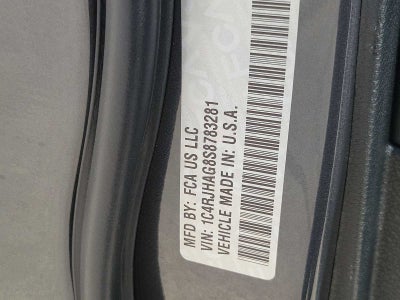 MFD BY: FCA US LLC
VIN: 1C4RJHAG8S8783281
VEHICLE MADE IN: U.S.A.